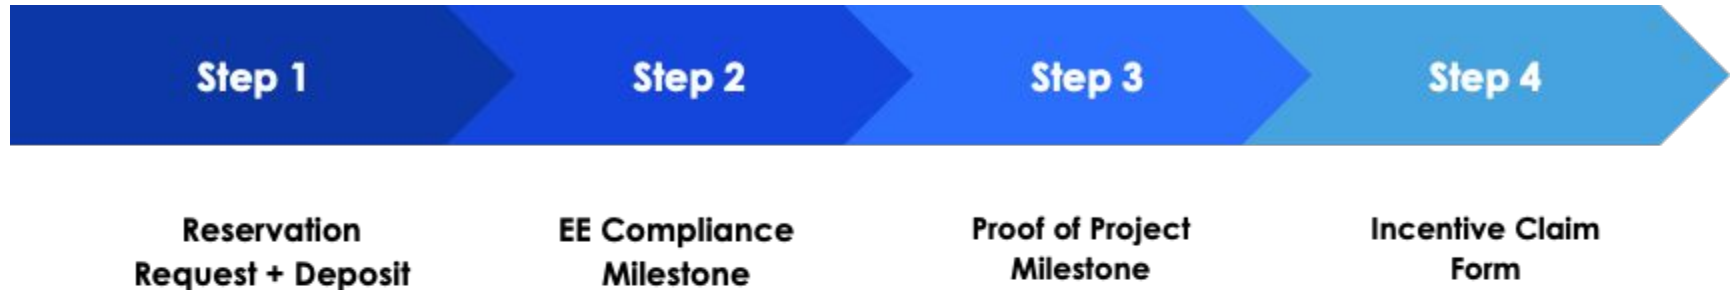 Step 1
Step 2
Step 3
Step 4
Reservation
Request + Deposit
EE Compliance
Milestone
Proof of Project
Milestone
Incentive Claim
Form